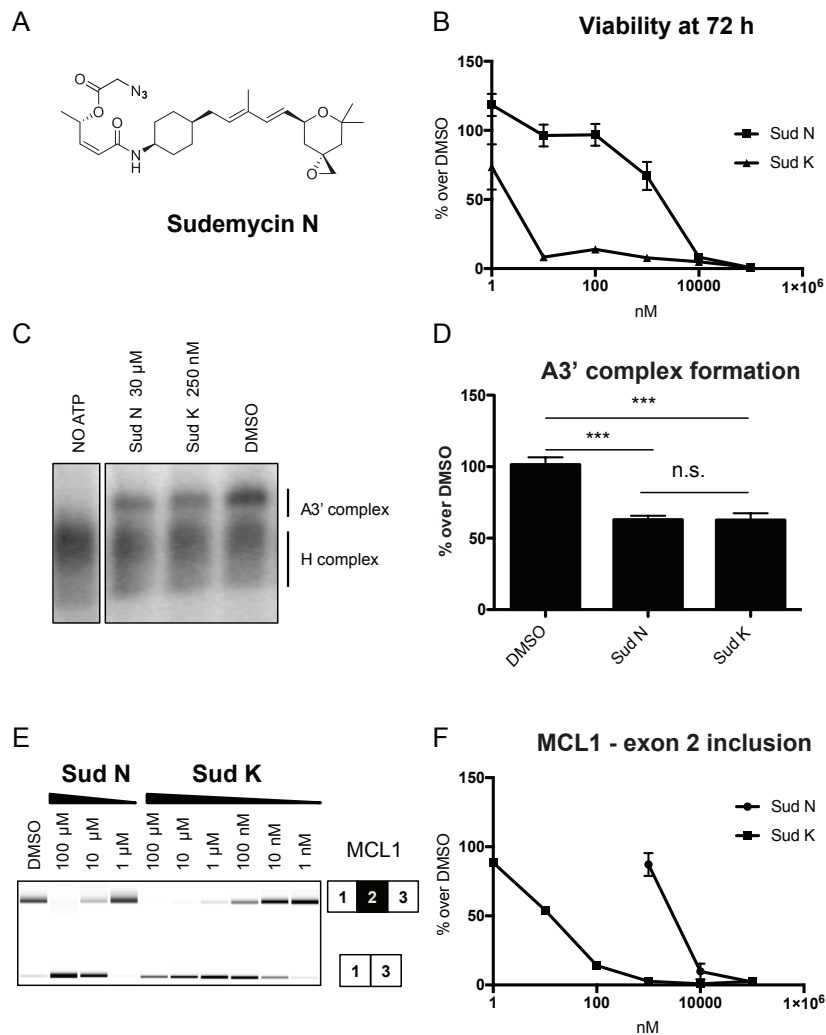 A
O
O
N3
O
O
N
H
O
O
Sudemycin N
B
Viability at 72 h
% over DMSO
150
100
50
0
1
100
10000
1×10⁶
nM
Sud N
Sud K
C
NO ATP
Sud N 30 µM
Sud K 250 nM
DMSO
A3' complex
H complex
D
A3' complex formation
% over DMSO
150
100
50
0
***
***
n.s.
DMSO
Sud N
Sud K
E
Sud N
Sud K
DMSO
100 µM
10 µM
1 µM
100 µM
10 µM
1 µM
100 nM
10 nM
1 nM
MCL1
1 2 3
1 3
F
MCL1 - exon 2 inclusion
% over DMSO
150
100
50
0
1
100
10000
1×10⁶
nM
Sud N
Sud K